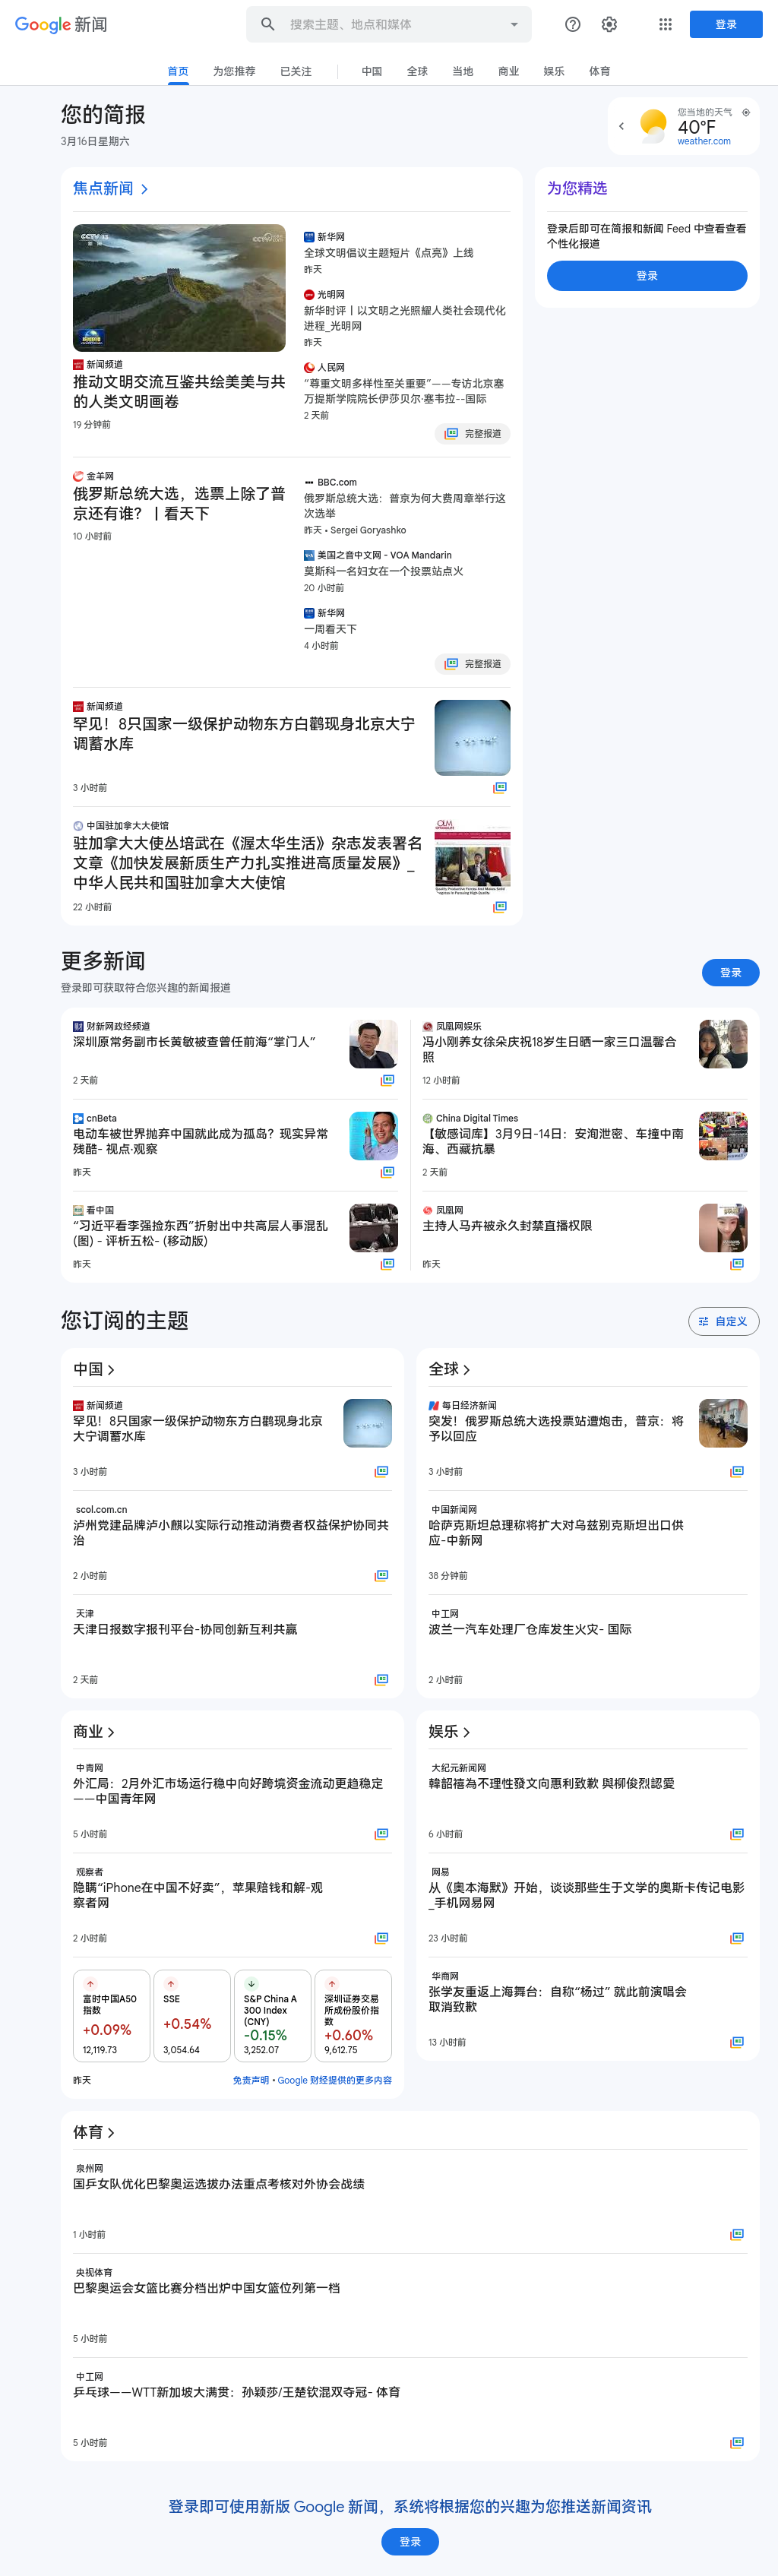 Google 新闻
搜索主题、地点和媒体
登录
首页
为您推荐
已关注
中国
全球
当地
商业
娱乐
体育
您的简报
3月16日星期六
您当地的天气
40°F
weather.com
焦点新闻
CCTV 13
新闻频道
推动文明交流互鉴共绘美美与共
的人类文明画卷
19 分钟前
新华网
全球文明倡议主题短片《点亮》上线
昨天
光明网
新华时评丨以文明之光照耀人类社会现代化
进程_光明网
昨天
人民网
“尊重文明多样性至关重要”——专访北京塞
万提斯学院院长伊莎贝尔·塞韦拉--国际
2 天前
完整报道
为您精选
登录后即可在简报和新闻 Feed 中查看查看
个性化报道
登录
金羊网
俄罗斯总统大选，选票上除了普
京还有谁？丨看天下
10 小时前
BBC.com
俄罗斯总统大选：普京为何大费周章举行这
次选举
昨天 • Sergei Goryashko
美国之音中文网 - VOA Mandarin
莫斯科一名妇女在一个投票站点火
20 小时前
新华网
一周看天下
4 小时前
完整报道
新闻频道
罕见！8只国家一级保护动物东方白鹳现身北京大宁
调蓄水库
3 小时前
中国驻加拿大大使馆
驻加拿大大使丛培武在《渥太华生活》杂志发表署名
文章《加快发展新质生产力扎实推进高质量发展》_
中华人民共和国驻加拿大大使馆
22 小时前
更多新闻
登录即可获取符合您兴趣的新闻报道
登录
财新网政经频道
深圳原常务副市长黄敏被查曾任前海“掌门人”
2 天前
cnBeta
电动车被世界抛弃中国就此成为孤岛？现实异常
残酷- 视点·观察
昨天
看中国
“习近平看李强捡东西”折射出中共高层人事混乱
(图) - 评析五松- (移动版)
昨天
凤凰网娱乐
冯小刚养女徐朵庆祝18岁生日晒一家三口温馨合
照
12 小时前
China Digital Times
【敏感词库】3月9日-14日：安洵泄密、车撞中南
海、西藏抗暴
2 天前
凤凰网
主持人马卉被永久封禁直播权限
昨天
您订阅的主题
自定义
中国
新闻频道
罕见！8只国家一级保护动物东方白鹳现身北京
大宁调蓄水库
3 小时前
scol.com.cn
泸州党建品牌泸小麒以实际行动推动消费者权益保护协同共
治
2 小时前
天津
天津日报数字报刊平台-协同创新互利共赢
2 天前
全球
每日经济新闻
突发！俄罗斯总统大选投票站遭炮击，普京：将
予以回应
3 小时前
中国新闻网
哈萨克斯坦总理称将扩大对乌兹别克斯坦出口供
应-中新网
38 分钟前
中工网
波兰一汽车处理厂仓库发生火灾- 国际
2 小时前
商业
中青网
外汇局：2月外汇市场运行稳中向好跨境资金流动更趋稳定
——中国青年网
5 小时前
观察者
隐瞒“iPhone在中国不好卖”，苹果赔钱和解-观
察者网
2 小时前
富时中国A50
指数
+0.09%
12,119.73
SSE
+0.54%
3,054.64
S&P China A
300 Index
(CNY)
-0.15%
3,252.07
深圳证券交易
所成份股价指
数
+0.60%
9,612.75
昨天
免责声明 • Google 财经提供的更多内容
娱乐
大纪元新闻网
韓韶禧為不理性發文向惠利致歉 與柳俊烈認愛
6 小时前
网易
从《奥本海默》开始，谈谈那些生于文学的奥斯卡传记电影
_手机网易网
23 小时前
华商网
张学友重返上海舞台：自称“杨过” 就此前演唱会
取消致歉
13 小时前
体育
泉州网
国乒女队优化巴黎奥运选拔办法重点考核对外协会战绩
1 小时前
央视体育
巴黎奥运会女篮比赛分档出炉中国女篮位列第一档
5 小时前
中工网
乒乓球——WTT新加坡大满贯：孙颖莎/王楚钦混双夺冠- 体育
5 小时前
登录即可使用新版 Google 新闻，系统将根据您的兴趣为您推送新闻资讯
登录